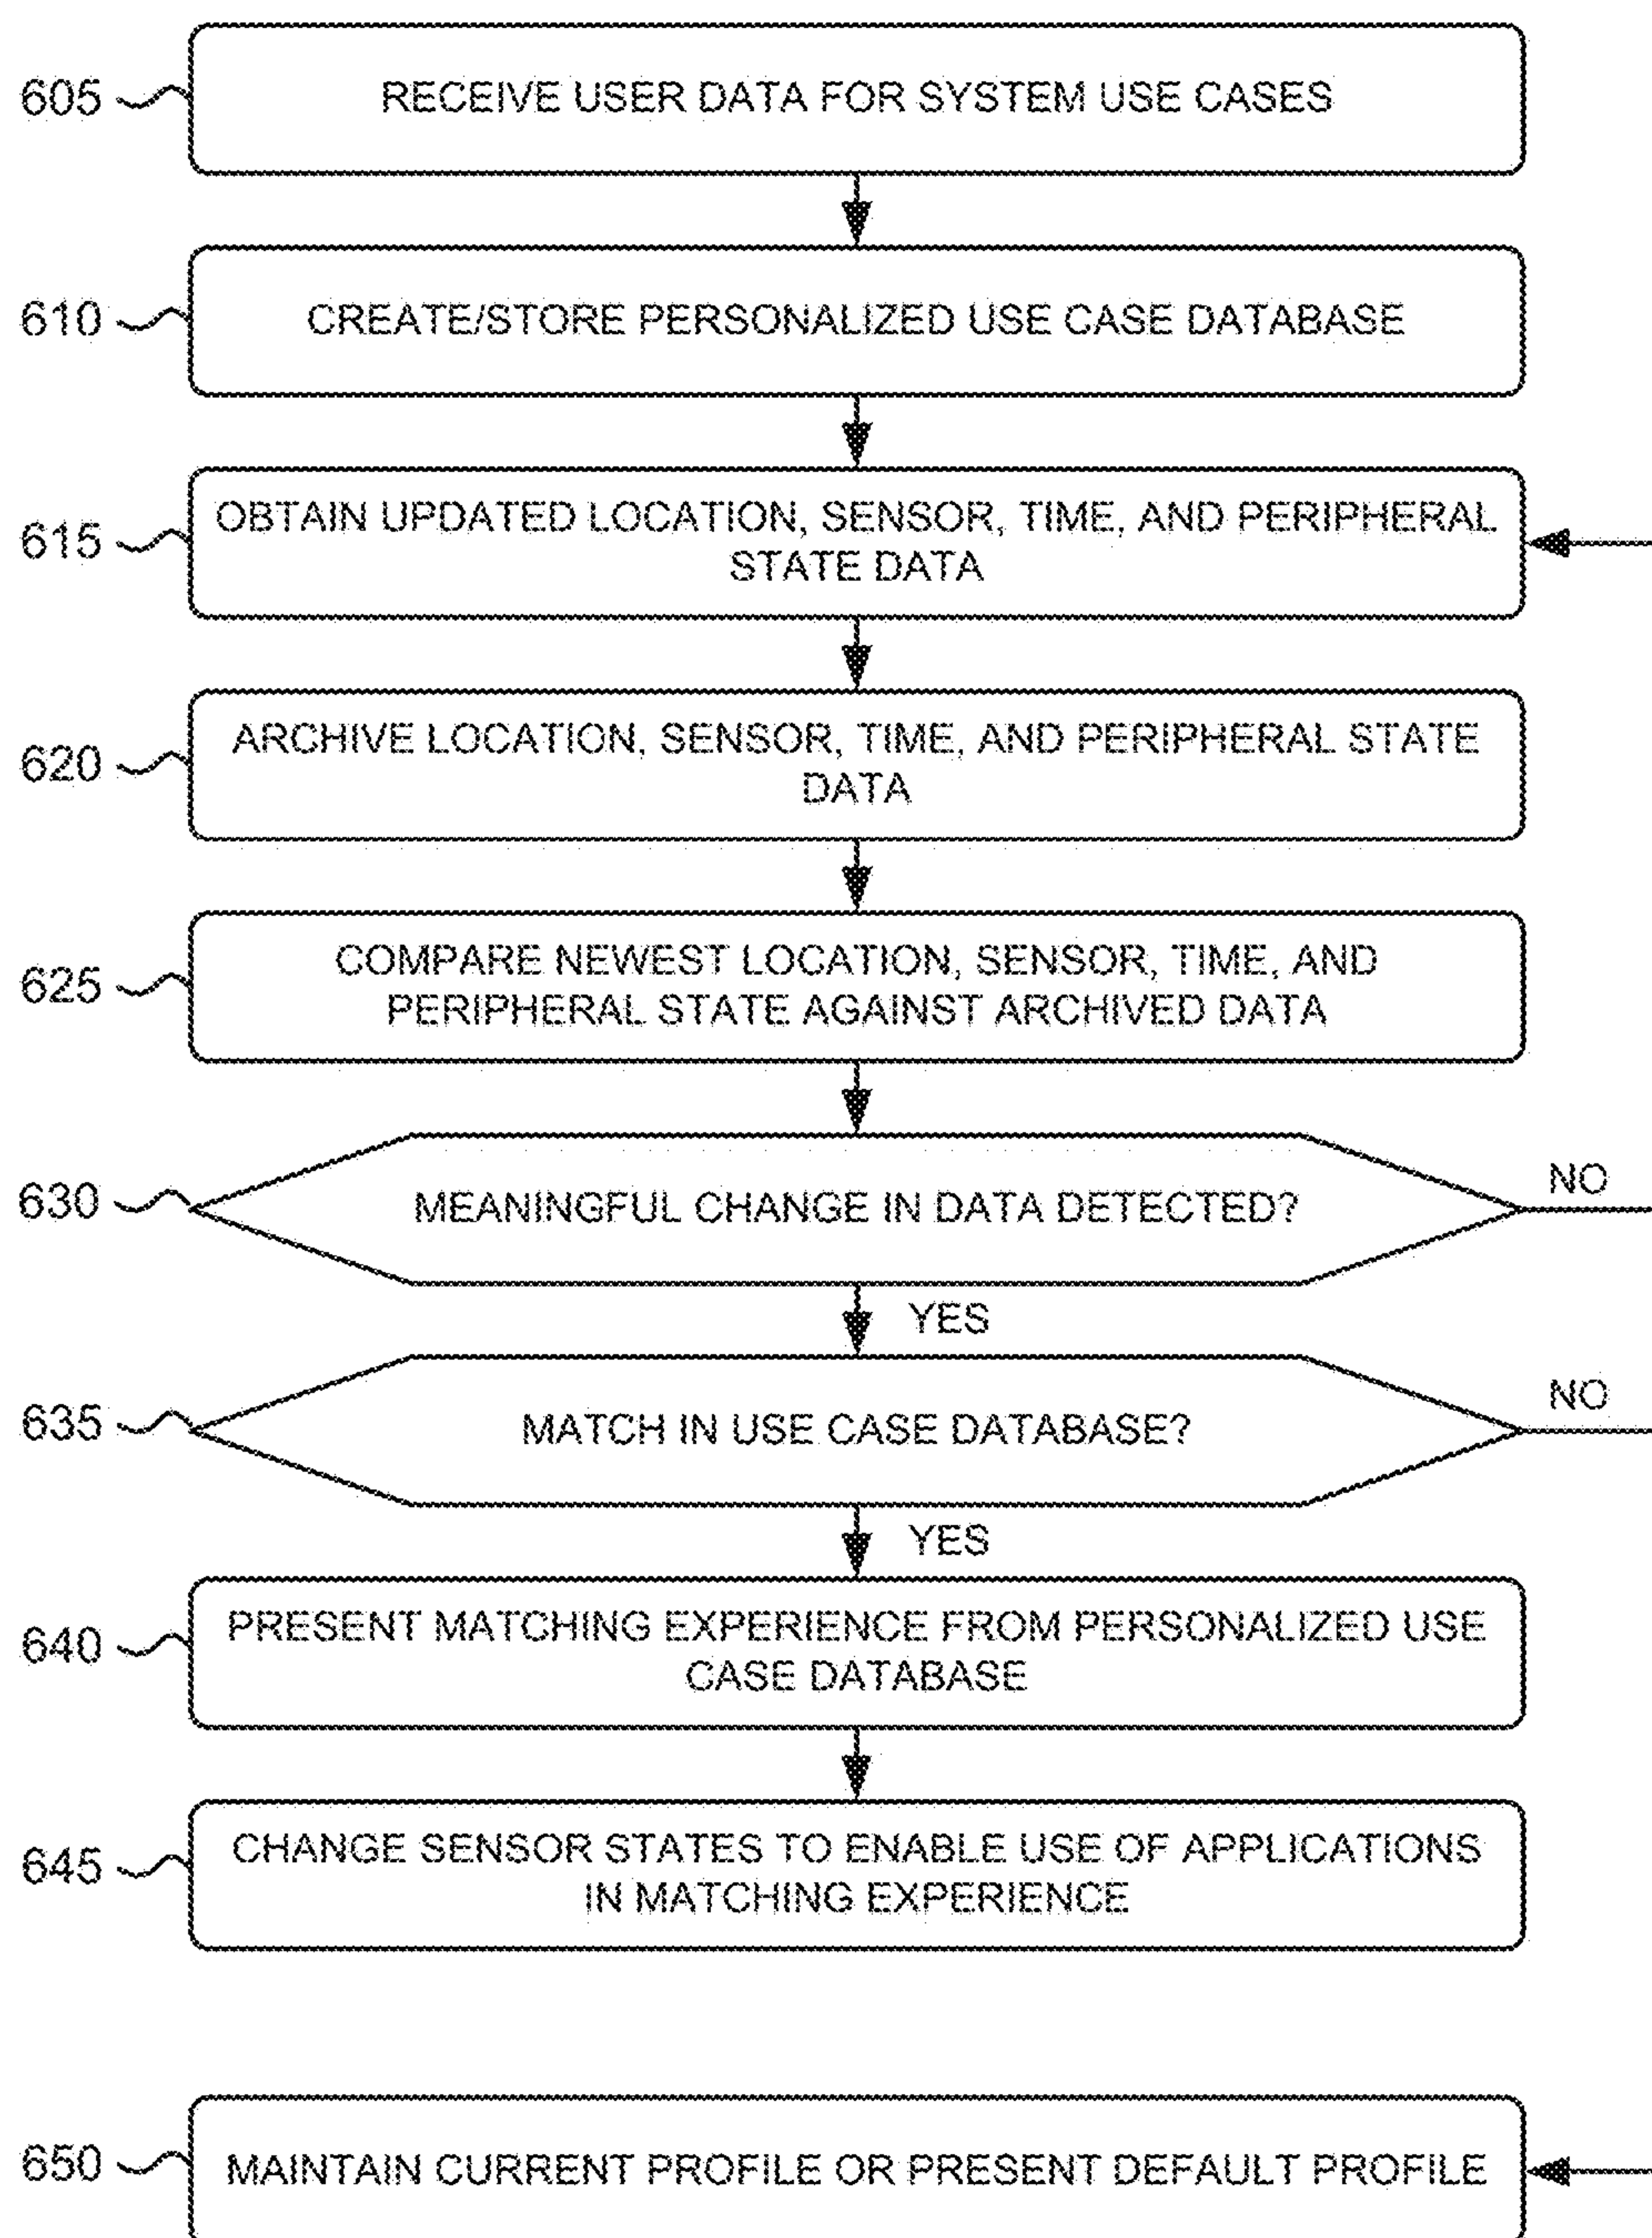 605
RECEIVE USER DATA FOR SYSTEM USE CASES
610
CREATE/STORE PERSONALIZED USE CASE DATABASE
615
OBTAIN UPDATED LOCATION, SENSOR, TIME, AND PERIPHERAL
STATE DATA
620
ARCHIVE LOCATION, SENSOR, TIME, AND PERIPHERAL STATE
DATA
625
COMPARE NEWEST LOCATION, SENSOR, TIME, AND
PERIPHERAL STATE AGAINST ARCHIVED DATA
630
MEANINGFUL CHANGE IN DATA DETECTED?
NO
YES
635
MATCH IN USE CASE DATABASE?
NO
YES
640
PRESENT MATCHING EXPERIENCE FROM PERSONALIZED USE
CASE DATABASE
645
CHANGE SENSOR STATES TO ENABLE USE OF APPLICATIONS
IN MATCHING EXPERIENCE
650
MAINTAIN CURRENT PROFILE OR PRESENT DEFAULT PROFILE